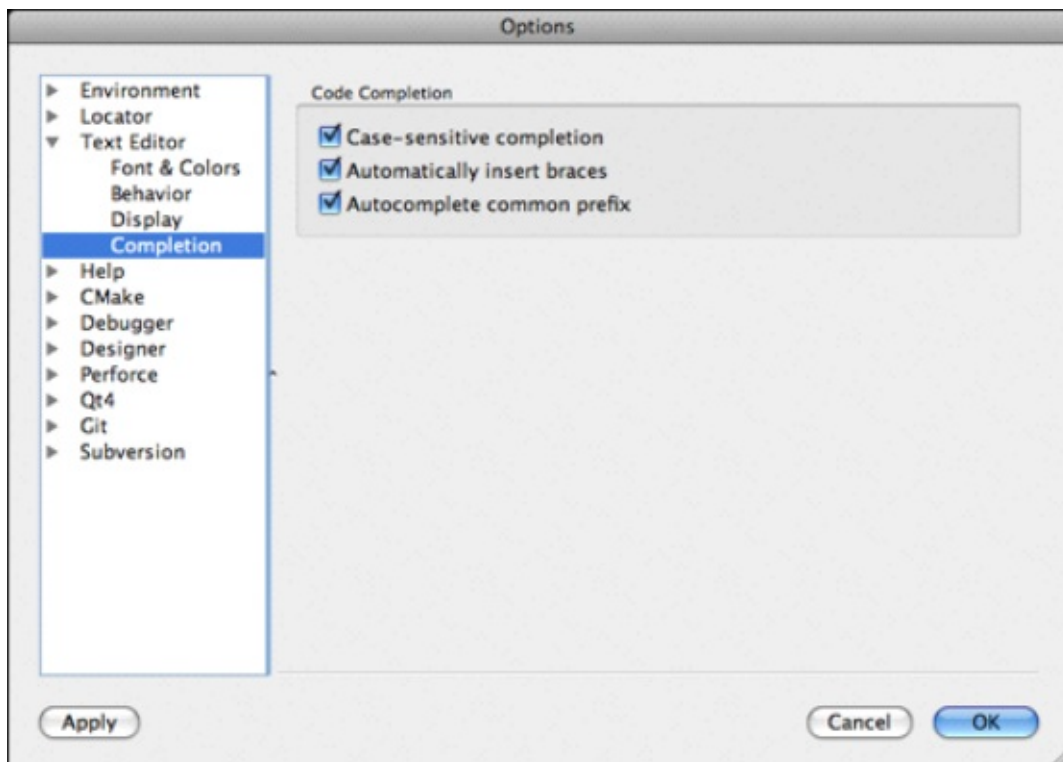 Options
Environment
Locator
Text Editor
Font & Colors
Behavior
Display
Completion
Help
CMake
Debugger
Designer
Perforce
Qt4
Git
Subversion
Code Completion
Case-sensitive completion
Automatically insert braces
Autocomplete common prefix
Apply
Cancel
OK